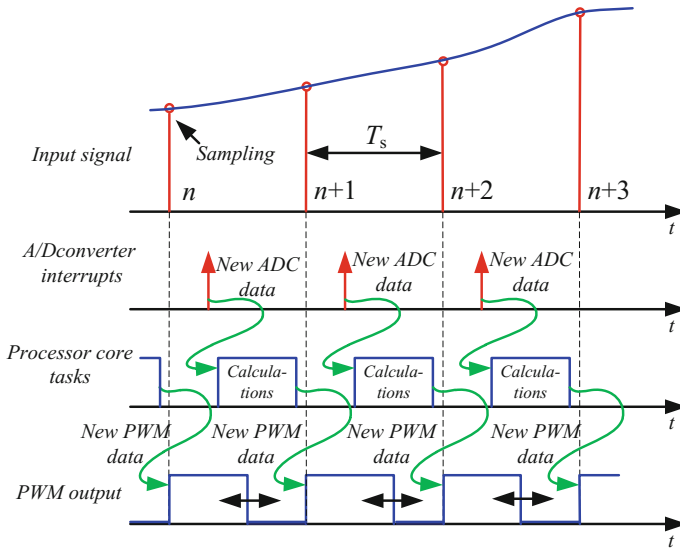 Input signal
Sampling
Ts
n
n+1
n+2
n+3
t
A/Dconverter
interrupts
New ADC
data
New ADC
data
New ADC
data
t
Processor core
tasks
Calcula-
tions
Calcula-
tions
Calcula-
tions
t
New PWM
data
New PWM
data
New PWM
data
New PWM
data
PWM output
t